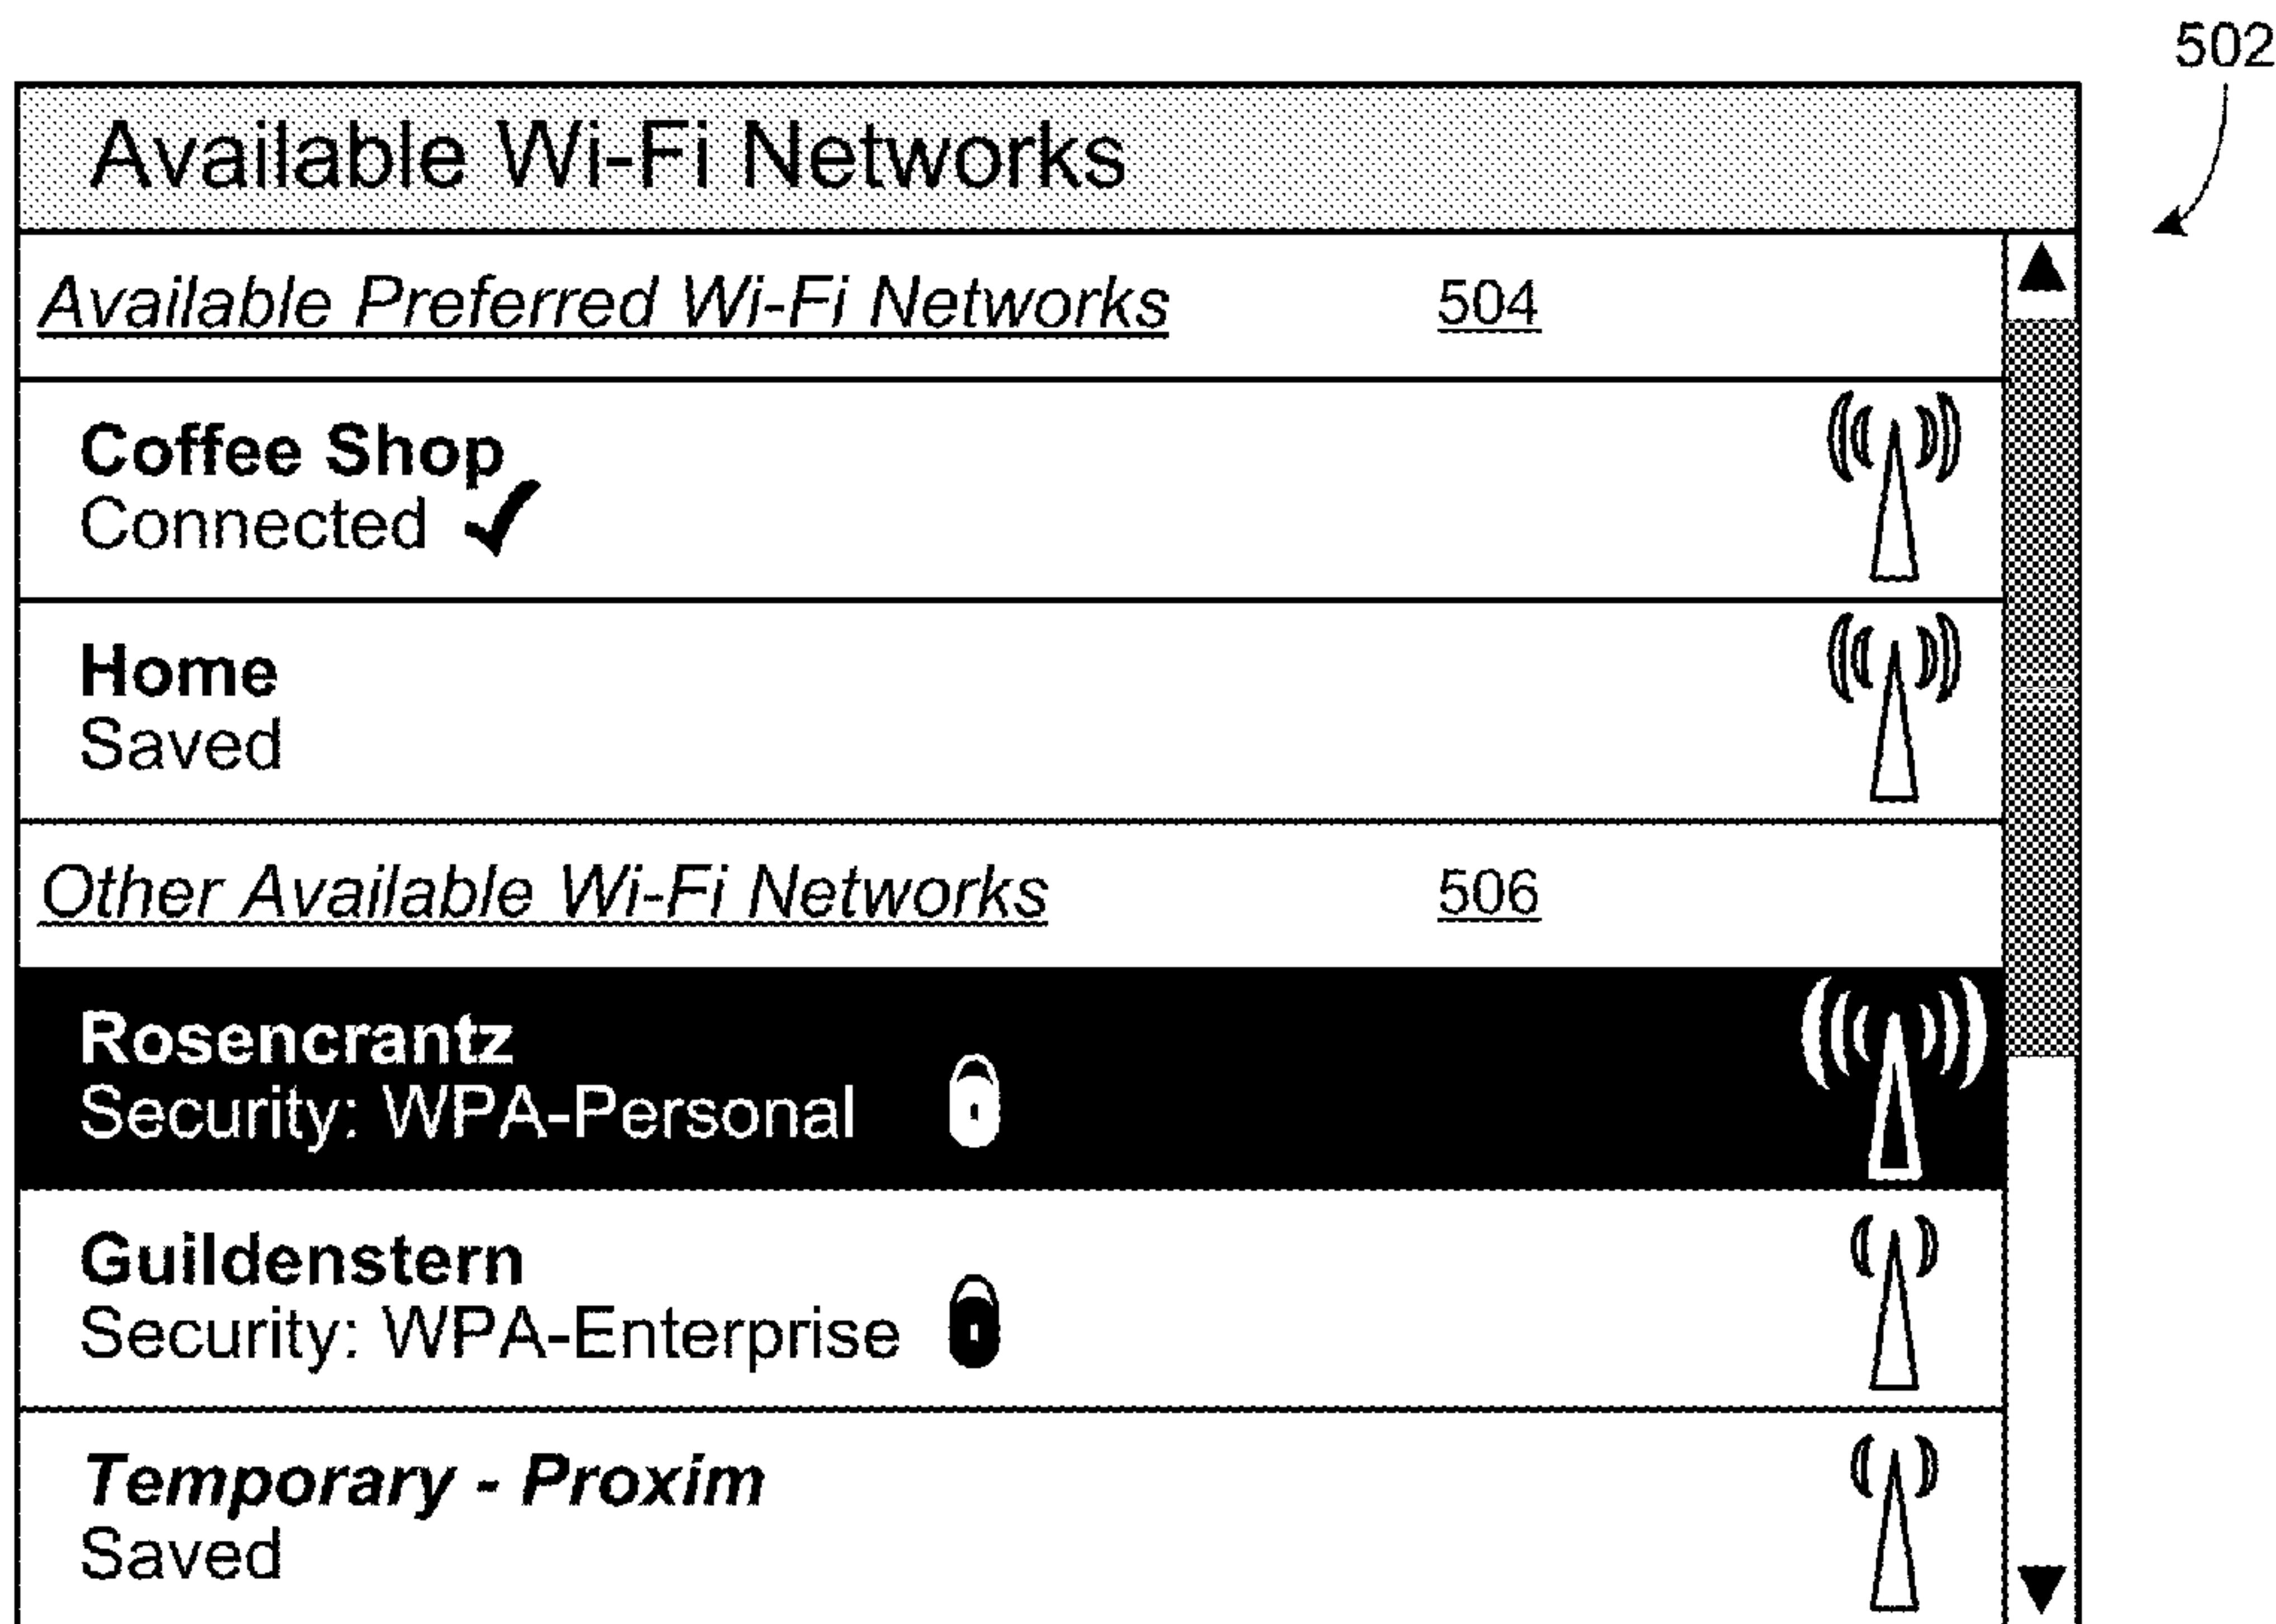 502
Available Wi-Fi Networks
Available Preferred Wi-Fi Networks 504
Coffee Shop
Connected
Home
Saved
Other Available Wi-Fi Networks 506
Rosencrantz
Security: WPA-Personal
Guildenstern
Security: WPA-Enterprise
Temporary - Proxim
Saved